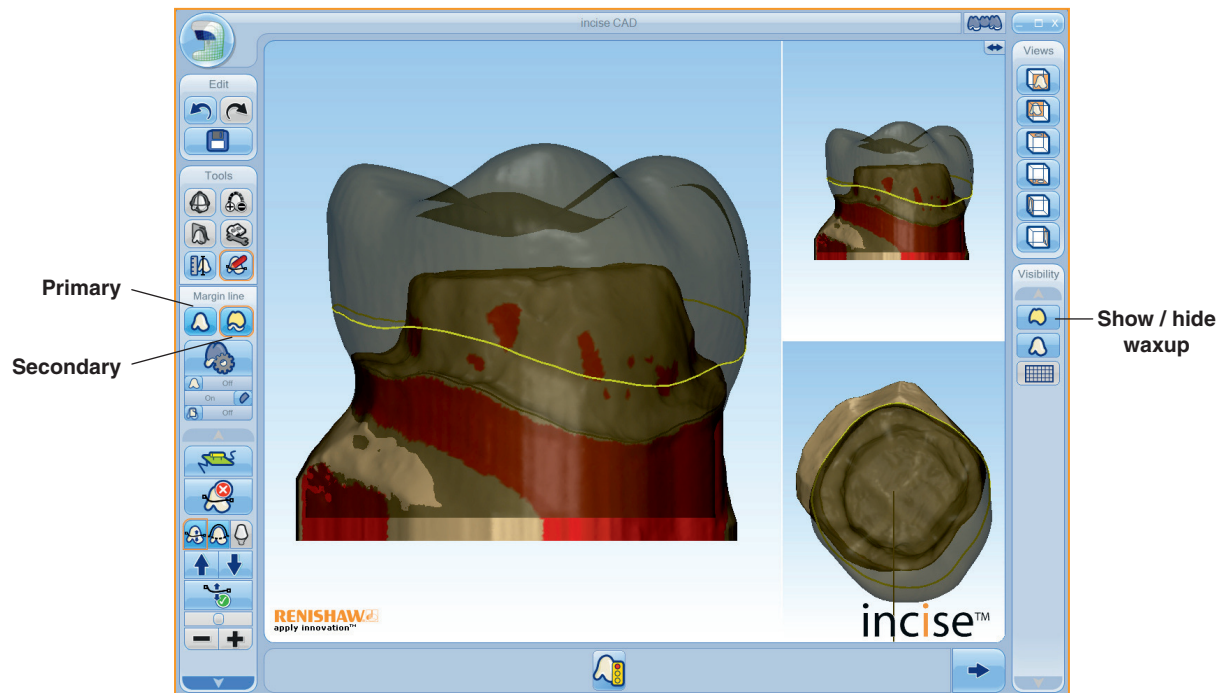 incise CAD
_ □ X
Edit
Tools
Primary
Margin line
Secondary
Off
On
Off
Views
Visibility
Show / hide
waxup
RENISHAW
apply innovation™
incise™